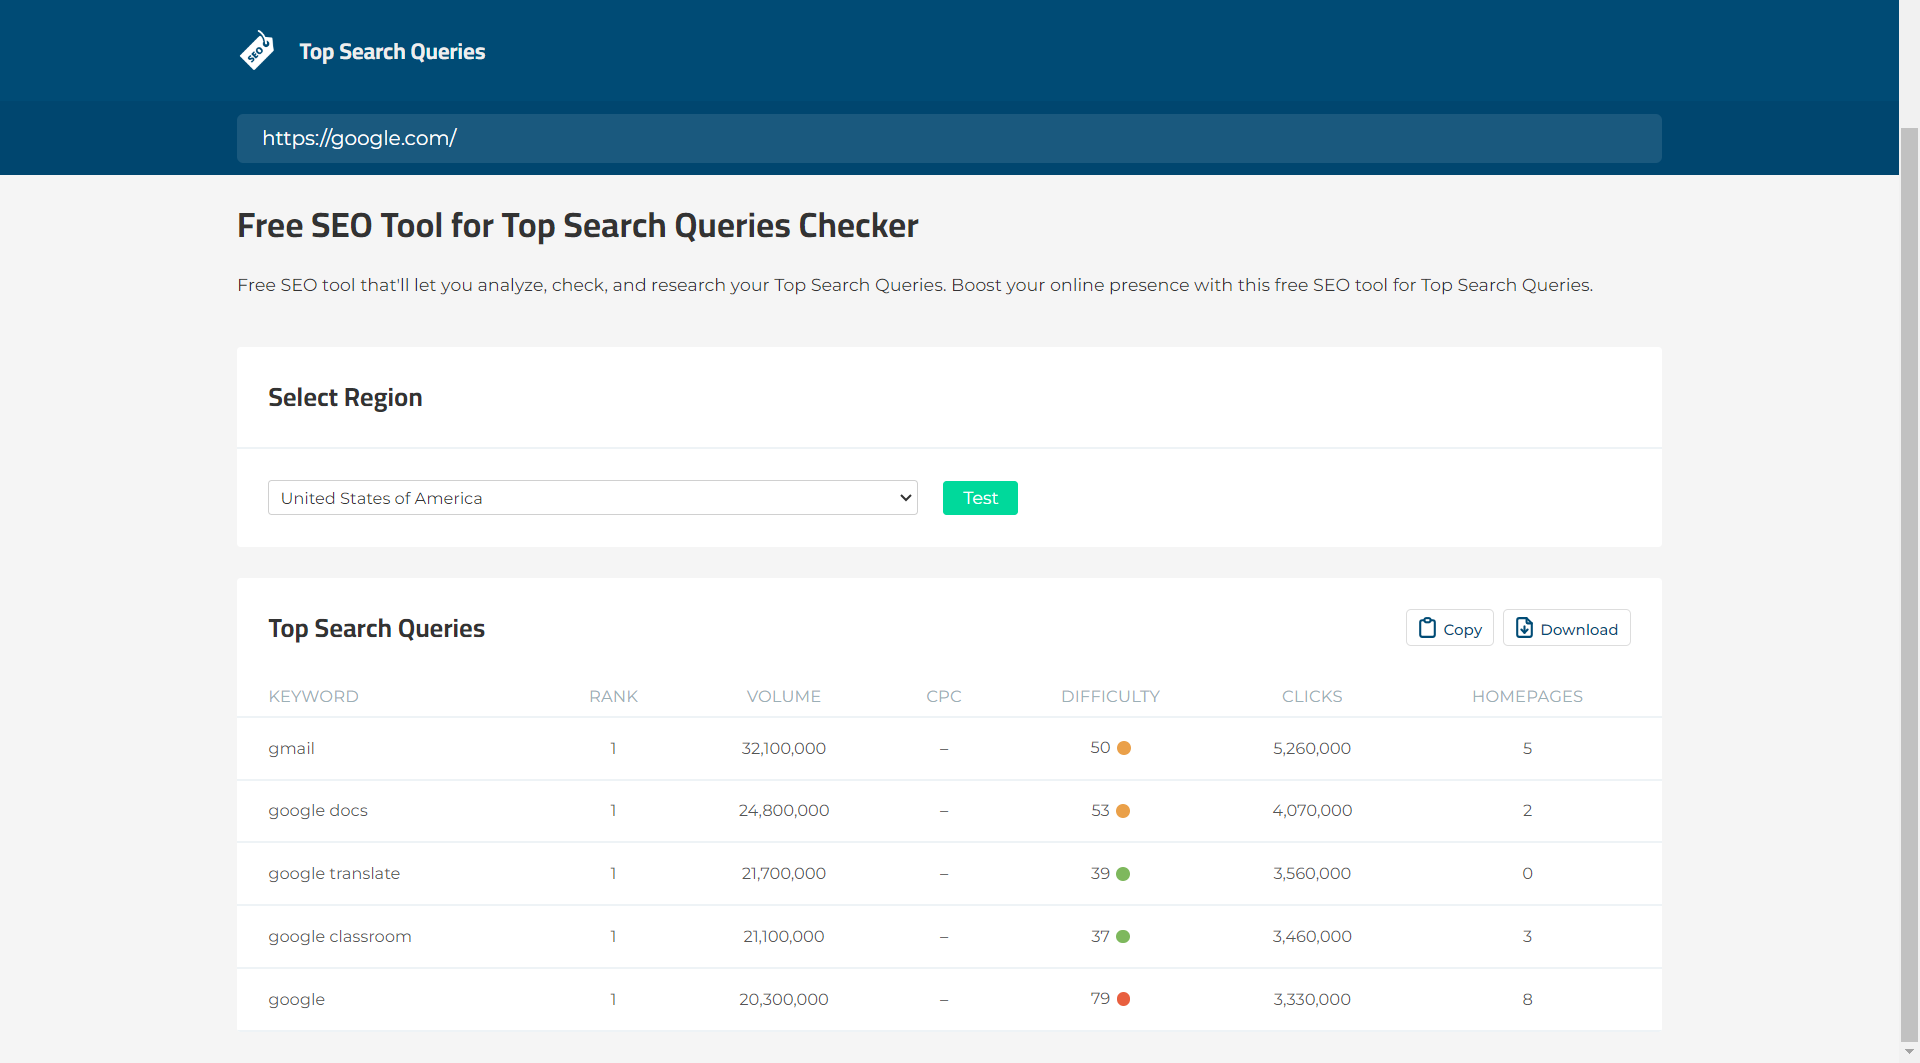 SEO
Top Search Queries
https://google.com/
Free SEO Tool for Top Search Queries Checker
Free SEO tool that'll let you analyze, check, and research your Top Search Queries. Boost your online presence with this free SEO tool for Top Search Queries.
Select Region
United States of America Test
Top Search Queries Copy Download
KEYWORD RANK VOLUME CPC DIFFICULTY CLICKS HOMEPAGES
gmail 1 32,100,000 – 50 5,260,000 5
google docs 1 24,800,000 – 53 4,070,000 2
google translate 1 21,700,000 – 39 3,560,000 0
google classroom 1 21,100,000 – 37 3,460,000 3
google 1 20,300,000 – 79 3,330,000 8